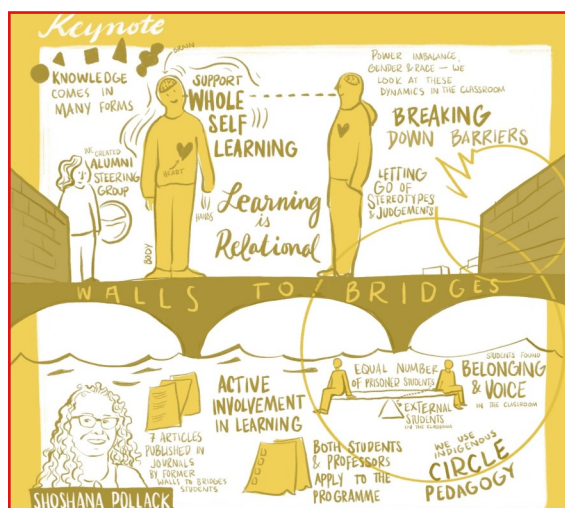 Keynote
KNOWLEDGE
COMES IN
MANY FORMS
BRAIN
SUPPORT
WHOLE
SELF
LEARNING
HEART
HANDS
BODY
WE CREATED
ALUMNI
STEERING
GROUP
Learning
is
Relational
POWER IMBALANCE,
GENDER & RACE – WE
LOOK AT THESE
DYNAMICS IN THE CLASSROOM
BREAKING
DOWN BARRIERS
LETTING
GO OF
STEREOTYPES
& JUDGEMENTS
WALLS TO BRIDGES
SHOSHANA POLLACK
7 ARTICLES
PUBLISHED IN
JOURNALS
BY FORMER
WALLS TO BRIDGES
STUDENTS
ACTIVE
INVOLVEMENT
IN LEARNING
BOTH STUDENTS
& PROFESSORS
APPLY TO THE
PROGRAMME
EQUAL NUMBER
OF PRISONER STUDENTS
EXTERNAL
STUDENTS
IN THE CLASSROOM
STUDENTS FOUND
BELONGING
& VOICE
IN THE CLASSROOM
WE USE
INDIGENOUS
CIRCLE
PEDAGOGY